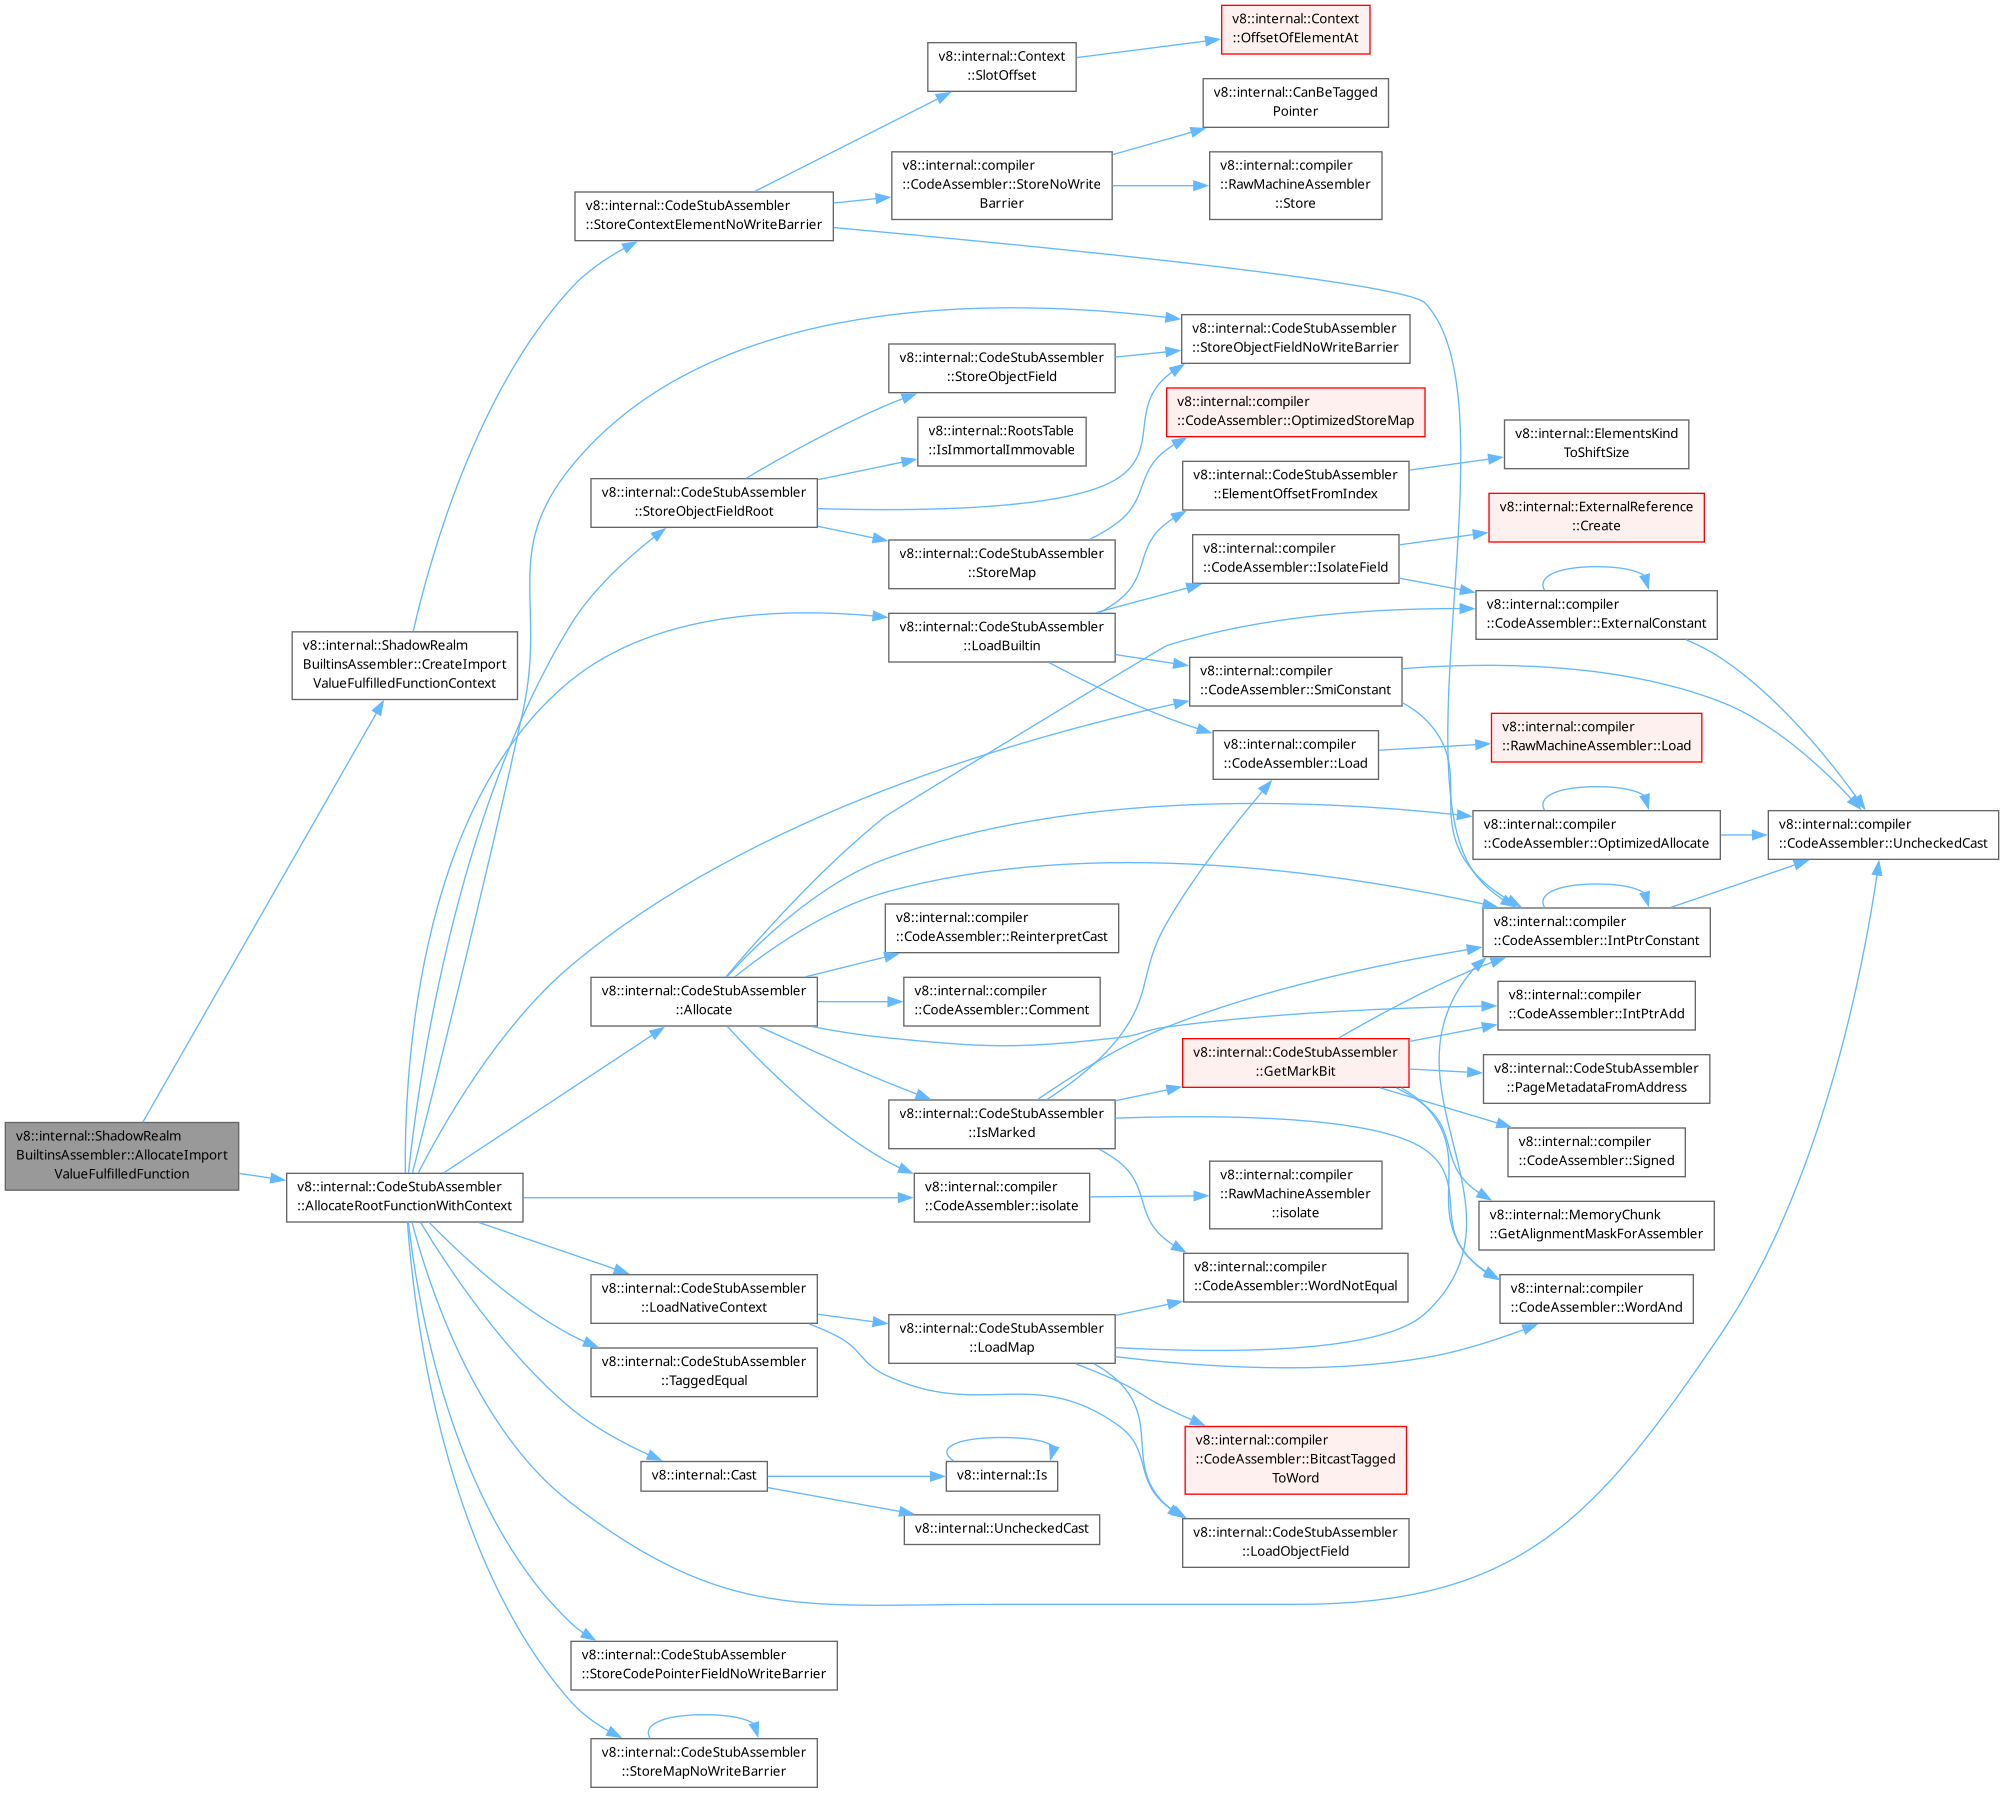 v8::internal::Context
::OffsetOfElementAt
v8::internal::Context
::SlotOffset
v8::internal::CanBeTagged
Pointer
v8::internal::compiler
::CodeAssembler::StoreNoWrite
Barrier
v8::internal::compiler
::RawMachineAssembler
::Store
v8::internal::CodeStubAssembler
::StoreContextElementNoWriteBarrier
v8::internal::CodeStubAssembler
::StoreObjectFieldNoWriteBarrier
v8::internal::CodeStubAssembler
::StoreObjectField
v8::internal::compiler
::CodeAssembler::OptimizedStoreMap
v8::internal::RootsTable
::IsImmortalImmovable
v8::internal::ElementsKind
ToShiftSize
v8::internal::CodeStubAssembler
::ElementOffsetFromIndex
v8::internal::CodeStubAssembler
::StoreObjectFieldRoot
v8::internal::ExternalReference
::Create
v8::internal::compiler
::CodeAssembler::IsolateField
v8::internal::CodeStubAssembler
::StoreMap
v8::internal::compiler
::CodeAssembler::ExternalConstant
v8::internal::CodeStubAssembler
::LoadBuiltin
v8::internal::ShadowRealm
BuiltinsAssembler::CreateImport
ValueFulfilledFunctionContext
v8::internal::compiler
::CodeAssembler::SmiConstant
v8::internal::compiler
::RawMachineAssembler::Load
v8::internal::compiler
::CodeAssembler::Load
v8::internal::compiler
::CodeAssembler::OptimizedAllocate
v8::internal::compiler
::CodeAssembler::UncheckedCast
v8::internal::compiler
::CodeAssembler::ReinterpretCast
v8::internal::compiler
::CodeAssembler::IntPtrConstant
v8::internal::CodeStubAssembler
::Allocate
v8::internal::compiler
::CodeAssembler::Comment
v8::internal::compiler
::CodeAssembler::IntPtrAdd
v8::internal::CodeStubAssembler
::GetMarkBit
v8::internal::CodeStubAssembler
::PageMetadataFromAddress
v8::internal::CodeStubAssembler
::IsMarked
v8::internal::compiler
::CodeAssembler::Signed
v8::internal::ShadowRealm
BuiltinsAssembler::AllocateImport
ValueFulfilledFunction
v8::internal::CodeStubAssembler
::AllocateRootFunctionWithContext
v8::internal::compiler
::CodeAssembler::isolate
v8::internal::compiler
::RawMachineAssembler
::isolate
v8::internal::MemoryChunk
::GetAlignmentMaskForAssembler
v8::internal::compiler
::CodeAssembler::WordNotEqual
v8::internal::CodeStubAssembler
::LoadNativeContext
v8::internal::compiler
::CodeAssembler::WordAnd
v8::internal::CodeStubAssembler
::LoadMap
v8::internal::CodeStubAssembler
::TaggedEqual
v8::internal::compiler
::CodeAssembler::BitcastTagged
ToWord
v8::internal::Cast
v8::internal::Is
v8::internal::UncheckedCast
v8::internal::CodeStubAssembler
::LoadObjectField
v8::internal::CodeStubAssembler
::StoreCodePointerFieldNoWriteBarrier
v8::internal::CodeStubAssembler
::StoreMapNoWriteBarrier